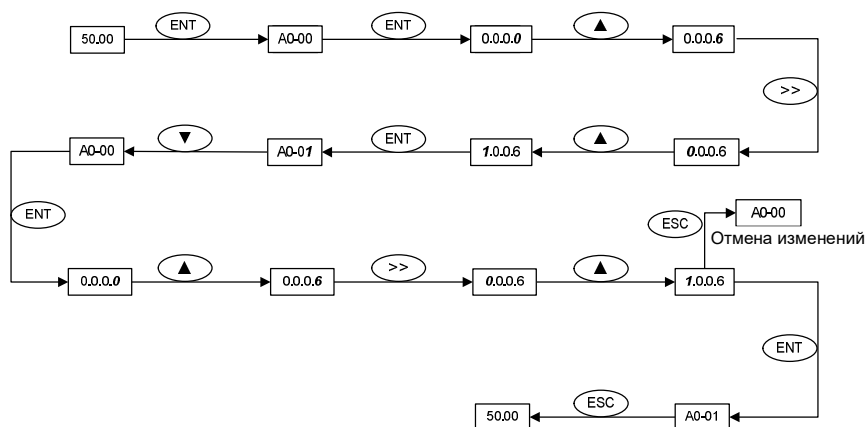 50.00 ENT A0-00 ENT 0.0.0.0 ▲ 0.0.0.6
>>
A0-00 ▼ A0-01 ENT 1.0.0.6 ▲ 0.0.0.6
ENT
ESC A0-00
Отмена изменений
0.0.0.0 ▲ 0.0.0.6 >> 0.0.0.6 ▲ 1.0.0.6
ENT
50.00 ESC A0-01